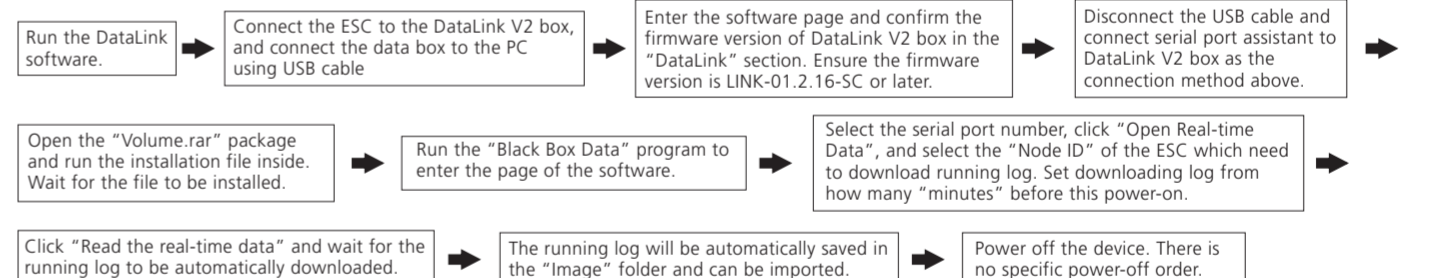 Run the DataLink
software.
Connect the ESC to the DataLink V2 box,
and connect the data box to the PC
using USB cable
Enter the software page and confirm the
firmware version of DataLink V2 box in the
“DataLink” section. Ensure the firmware
version is LINK-01.2.16-SC or later.
Disconnect the USB cable and
connect serial port assistant to
DataLink V2 box as the
connection method above.
Open the “Volume.rar” package
and run the installation file inside.
Wait for the file to be installed.
Run the “Black Box Data” program to
enter the page of the software.
Select the serial port number, click “Open Real-time
Data”, and select the “Node ID” of the ESC which need
to download running log. Set downloading log from
how many “minutes” before this power-on.
Click “Read the real-time data” and wait for the
running log to be automatically downloaded.
The running log will be automatically saved in
the “Image” folder and can be imported.
Power off the device. There is
no specific power-off order.